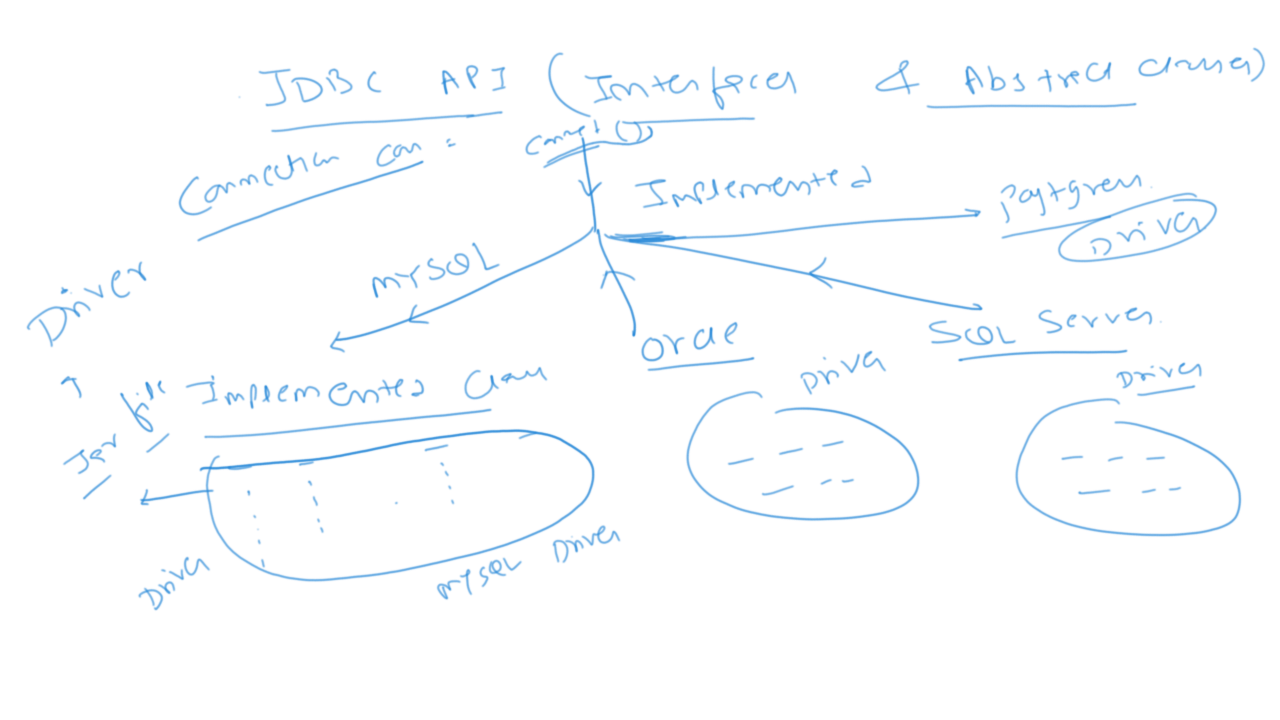 JDBC API (Interfaces & Abstract classes)
Connection con =
connect()
Implemented
Postgres
Driver
MYSQL
Driver
Oracle
SQL Server
Driver
Driver
Jar file
Implemented Class
Driver
MYSQL Driver